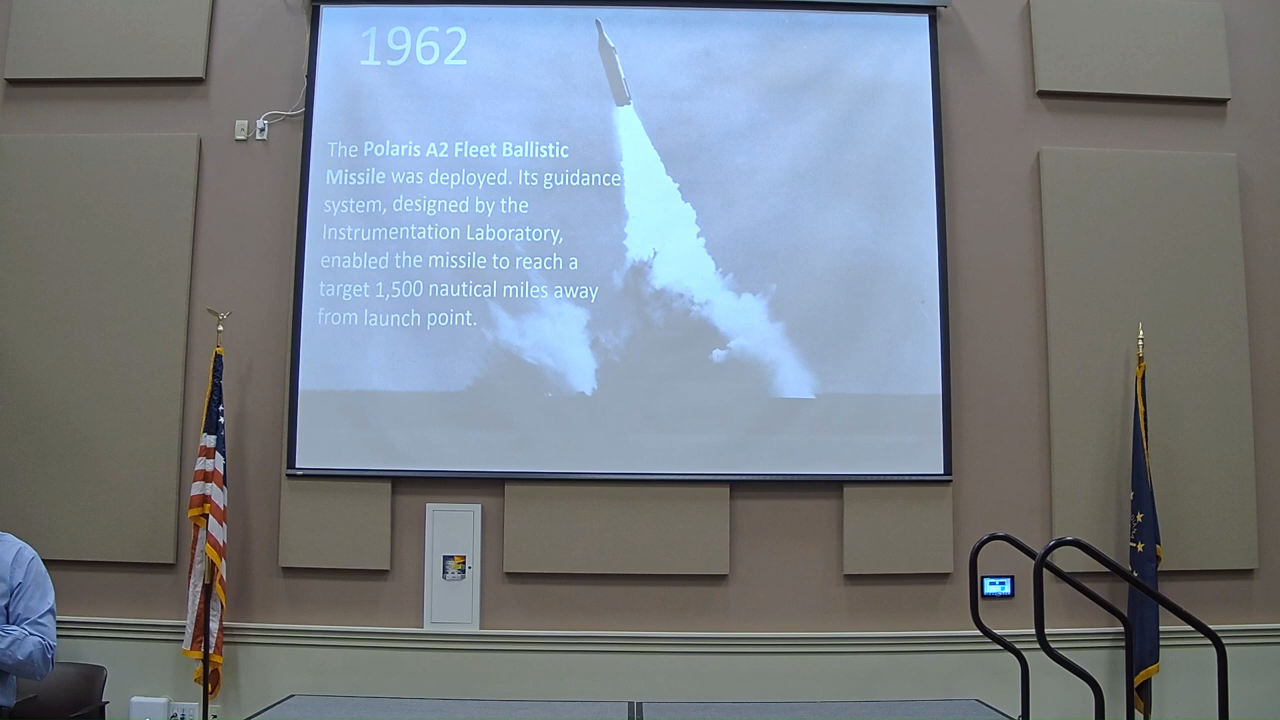 1962
The Polaris A2 Fleet Ballistic
Missile was deployed. Its guidance
system, designed by the
Instrumentation Laboratory,
enabled the missile to reach a
target 1,500 nautical miles away
from launch point.